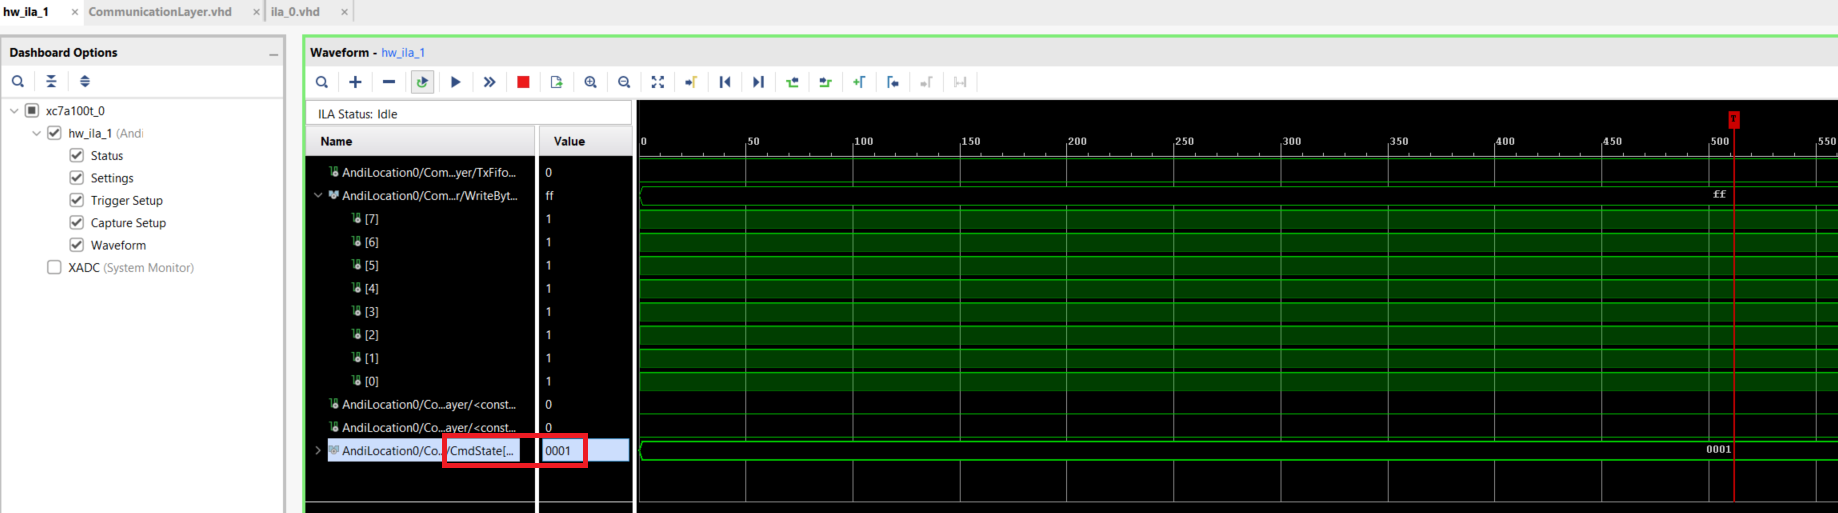 hw_ila_1 × CommunicationLayer.vhd × ila_0.vhd ×
Dashboard Options
xc7a100t_0
hw_ila_1 (Andi
Status
Settings
Trigger Setup
Capture Setup
Waveform
XADC (System Monitor)
Waveform - hw_ila_1
ILA Status: Idle
Name Value
0 50 100 150 200 250 300 350 400 450 500 550
T
AndiLocation0/Com...yer/TxFifo... 0
AndiLocation0/Com...r/WriteByt... ff ff
[7] 1
[6] 1
[5] 1
[4] 1
[3] 1
[2] 1
[1] 1
[0] 1
AndiLocation0/Co...ayer/<const... 0
AndiLocation0/Co...ayer/<const... 0
AndiLocation0/Co.../CmdState[... 0001 0001